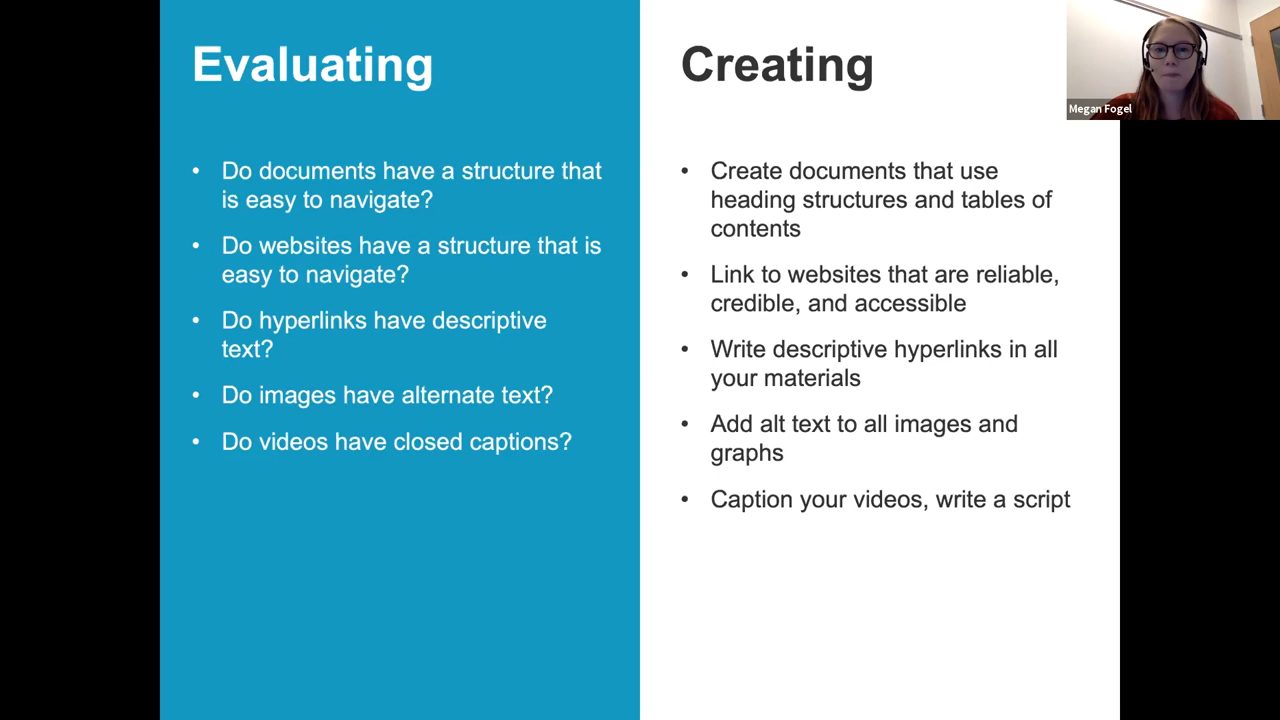 Evaluating
• Do documents have a structure that
is easy to navigate?
• Do websites have a structure that is
easy to navigate?
• Do hyperlinks have descriptive
text?
• Do images have alternate text?
• Do videos have closed captions?
Creating
• Create documents that use
heading structures and tables of
contents
• Link to websites that are reliable,
credible, and accessible
• Write descriptive hyperlinks in all
your materials
• Add alt text to all images and
graphs
• Caption your videos, write a script
Megan Fogel